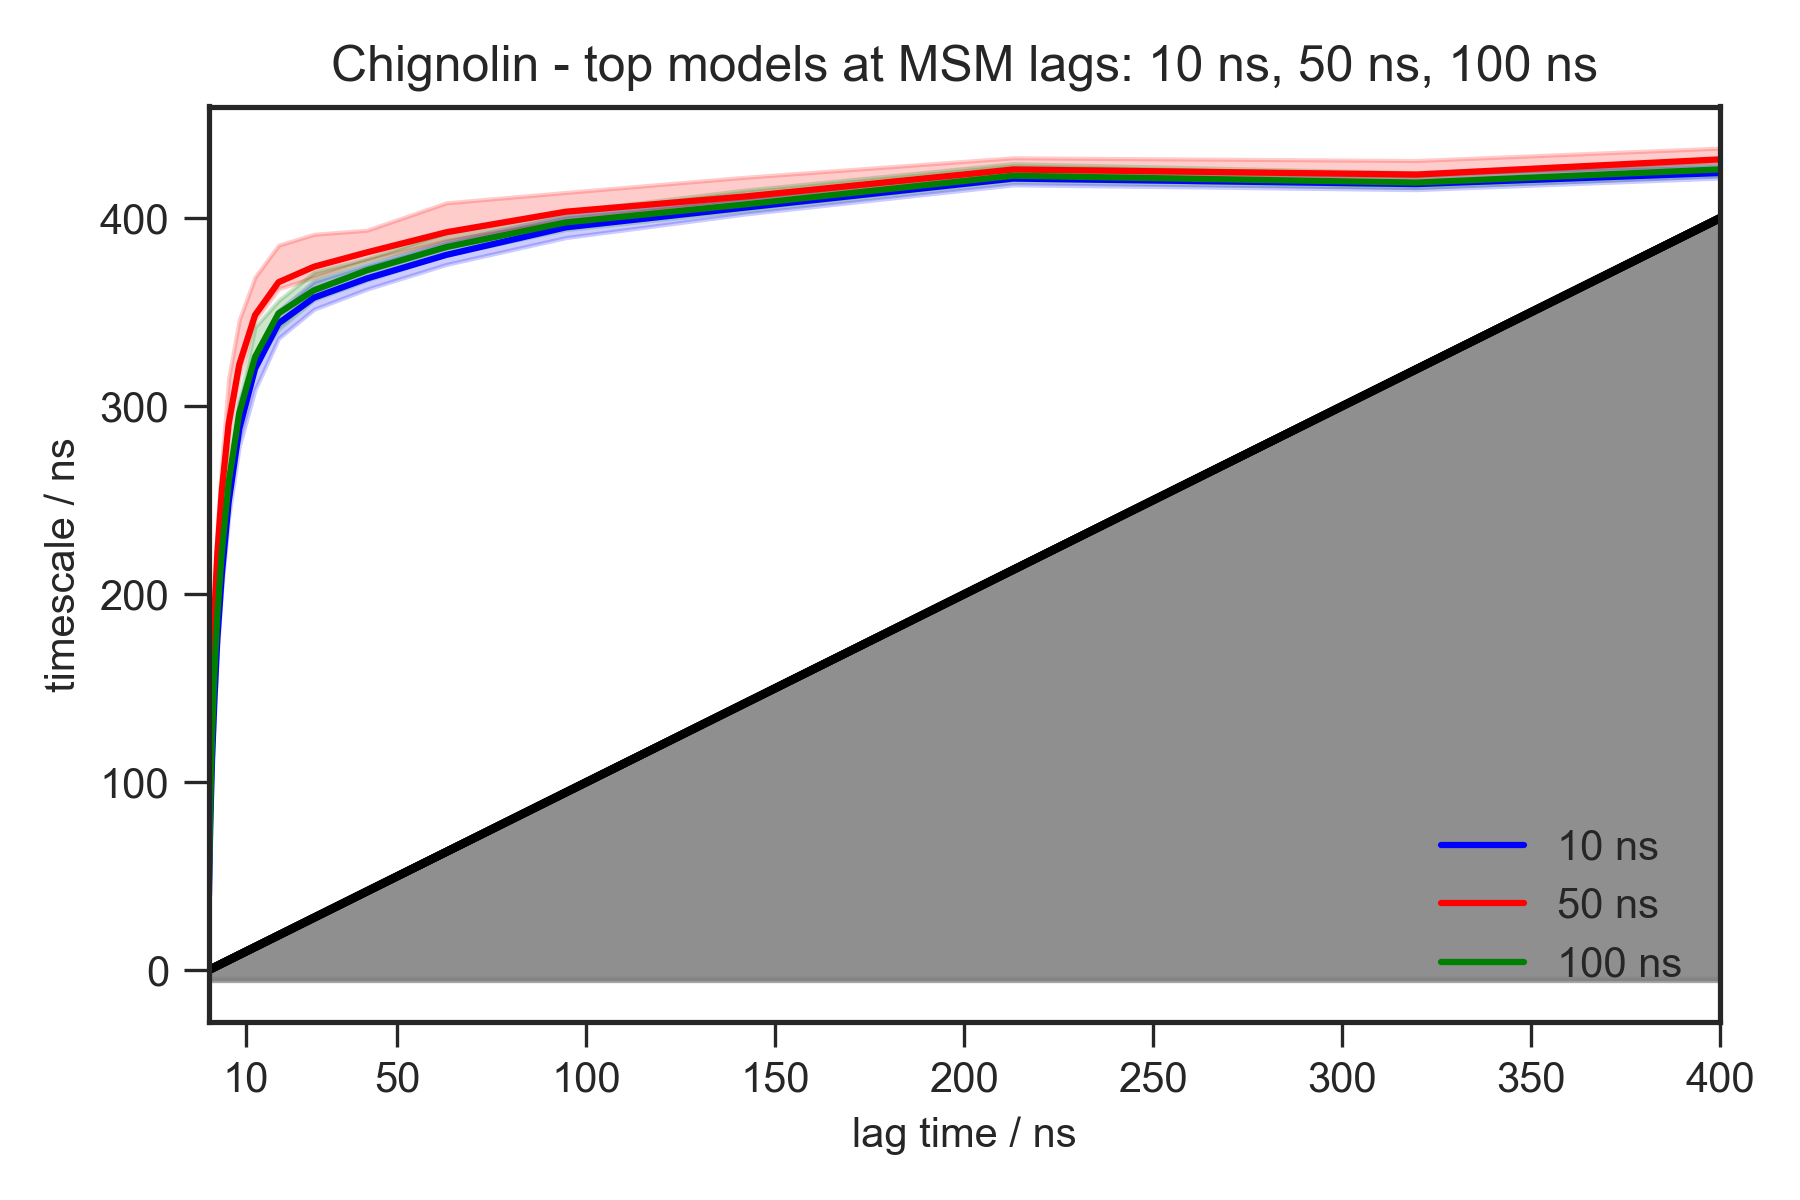 Chignolin - top models at MSM lags: 10 ns, 50 ns, 100 ns
timescale / ns
400
300
200
100
0
10 ns
50 ns
100 ns
10 50 100 150 200 250 300 350 400
lag time / ns